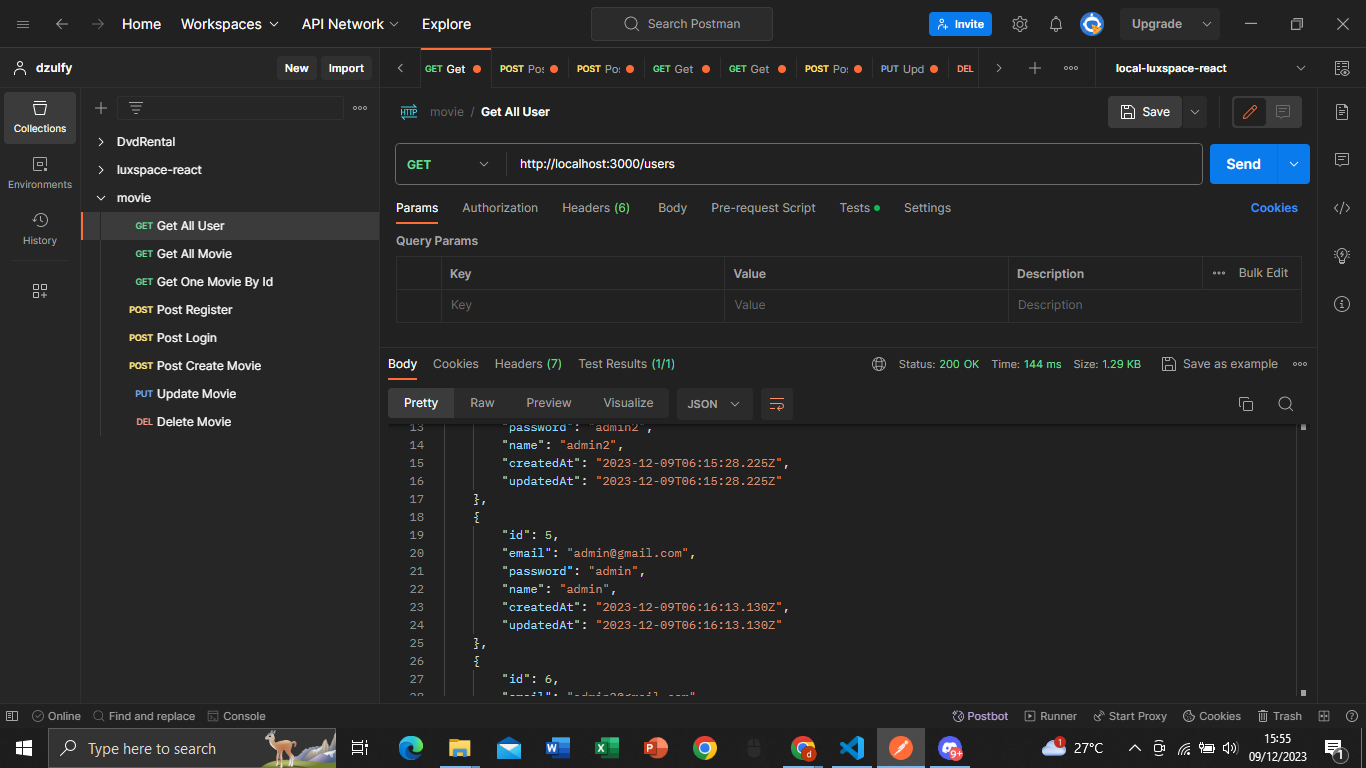 Home Workspaces API Network Explore Search Postman Invite Upgrade
dzulfy New Import GET Get POST Pos POST Pos GET Get GET Get POST Pos PUT Upd DEL local-luxspace-react
Collections
Environments
History
DvdRental
luxspace-react
movie
GET Get All User
GET Get All Movie
GET Get One Movie By Id
POST Post Register
POST Post Login
POST Post Create Movie
PUT Update Movie
DEL Delete Movie
HTTP movie / Get All User Save
GET http://localhost:3000/users Send
Params Authorization Headers (6) Body Pre-request Script Tests Settings Cookies
Query Params
Key Value Description Bulk Edit
Key Value Description
Body Cookies Headers (7) Test Results (1/1) Status: 200 OK Time: 144 ms Size: 1.29 KB Save as example
Pretty Raw Preview Visualize JSON
13 "password": "admin2",
14 "name": "admin2",
15 "createdAt": "2023-12-09T06:15:28.225Z",
16 "updatedAt": "2023-12-09T06:15:28.225Z"
17 },
18 {
19 "id": 5,
20 "email": "admin@gmail.com",
21 "password": "admin",
22 "name": "admin",
23 "createdAt": "2023-12-09T06:16:13.130Z",
24 "updatedAt": "2023-12-09T06:16:13.130Z"
25 },
26 {
27 "id": 6,
28
Online Find and replace Console Postbot Runner Start Proxy Cookies Trash
Type here to search 9+ 1 27°C 15:55
09/12/2023 1